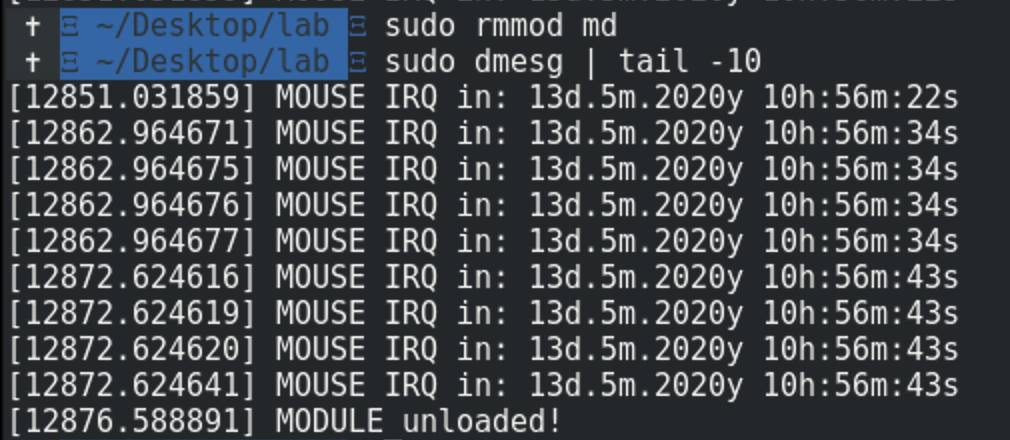 † Ξ ~/Desktop/lab Ξ sudo rmmod md
† Ξ ~/Desktop/lab Ξ sudo dmesg | tail -10
[12851.031859] MOUSE IRQ in: 13d.5m.2020y 10h:56m:22s
[12862.964671] MOUSE IRQ in: 13d.5m.2020y 10h:56m:34s
[12862.964675] MOUSE IRQ in: 13d.5m.2020y 10h:56m:34s
[12862.964676] MOUSE IRQ in: 13d.5m.2020y 10h:56m:34s
[12862.964677] MOUSE IRQ in: 13d.5m.2020y 10h:56m:34s
[12872.624616] MOUSE IRQ in: 13d.5m.2020y 10h:56m:43s
[12872.624619] MOUSE IRQ in: 13d.5m.2020y 10h:56m:43s
[12872.624620] MOUSE IRQ in: 13d.5m.2020y 10h:56m:43s
[12872.624641] MOUSE IRQ in: 13d.5m.2020y 10h:56m:43s
[12876.588891] MODULE unloaded!